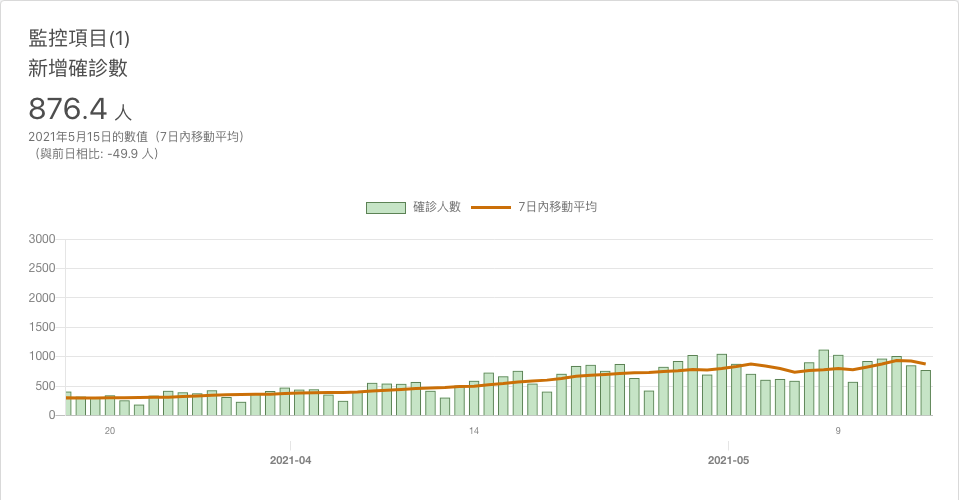 監控項目(1)
新增確診數
876.4 人
2021年5月15日的數值（7日內移動平均）
（與前日相比: -49.9 人）
確診人數 7日內移動平均
3000
2500
2000
1500
1000
500
0
20 14 9
2021-04 2021-05